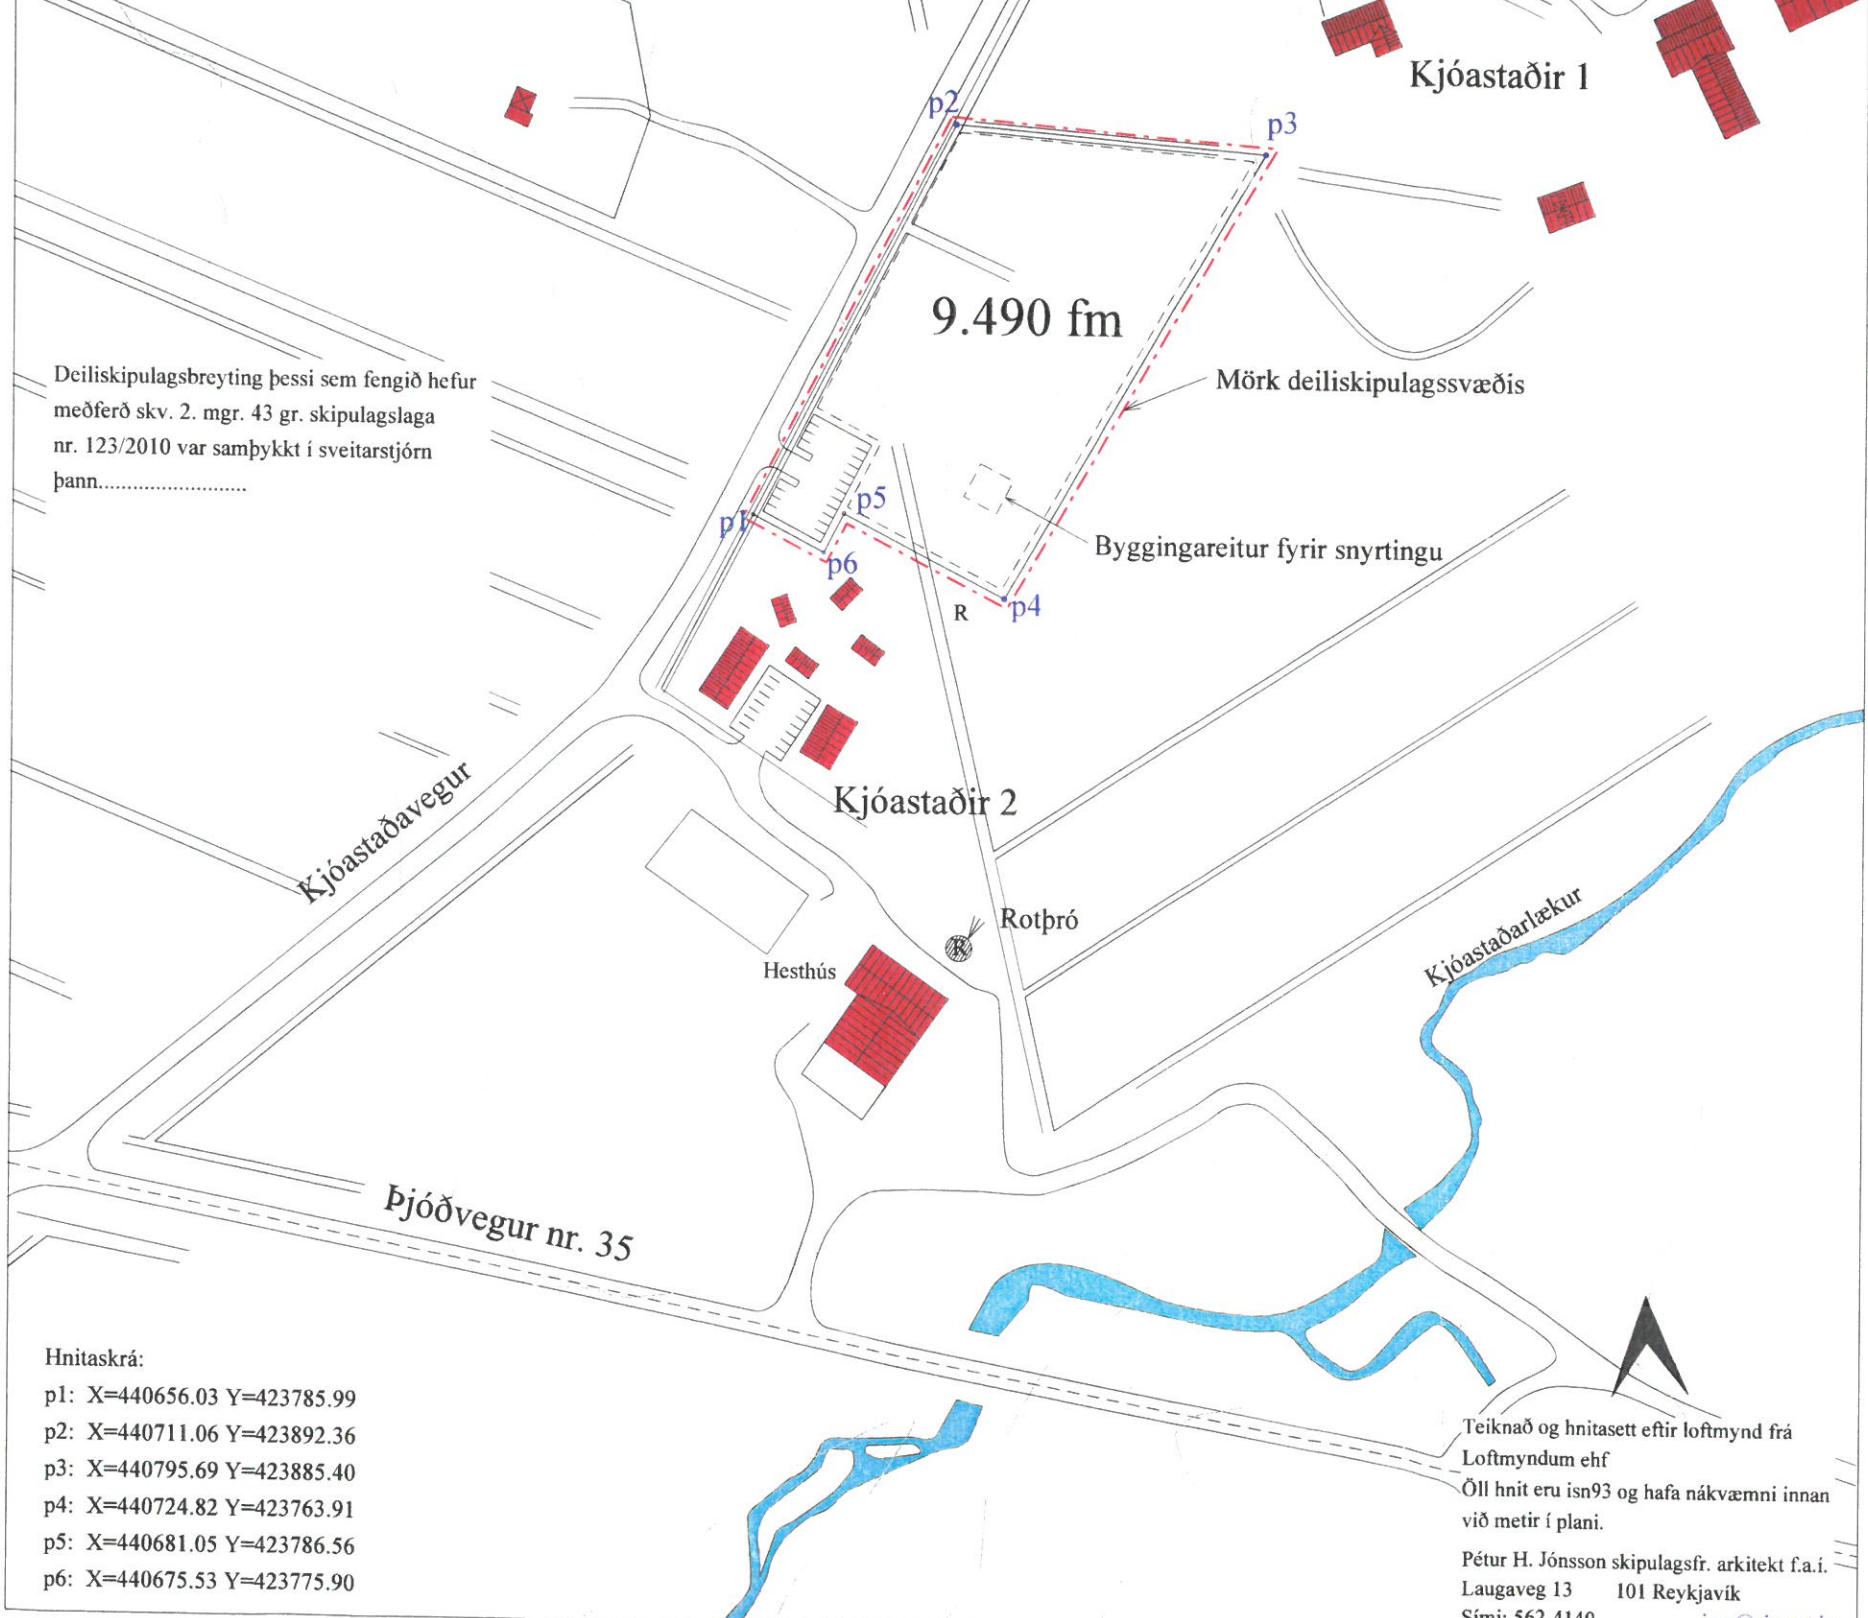 Kjóastaðir 1
p2
p3
9.490 fm
Deiliskipulagsbreyting þessi sem fengið hefur
meðferð skv. 2. mgr. 43 gr. skipulagslaga
nr. 123/2010 var samþykkt í sveitarstjórn
þann..........................
Mörk deiliskipulagssvæðis
p5
p1
Byggingareitur fyrir snyrtingu
p6
R
p4
Kjóastaðavegur
Kjóastaðir 2
Rotþró
R
Kjóastaðarlækur
Hesthús
Þjóðvegur nr. 35
Hnitaskrá:
p1: X=440656.03 Y=423785.99
p2: X=440711.06 Y=423892.36
p3: X=440795.69 Y=423885.40
p4: X=440724.82 Y=423763.91
p5: X=440681.05 Y=423786.56
p6: X=440675.53 Y=423775.90
Teiknað og hnitasett eftir loftmynd frá
Loftmyndum ehf
Öll hnit eru isn93 og hafa nákvæmni innan
við metir í plani.
Pétur H. Jónsson skipulagsfr. arkitekt f.a.í.
Laugaveg 13 101 Reykjavík
Sími: 562 4140